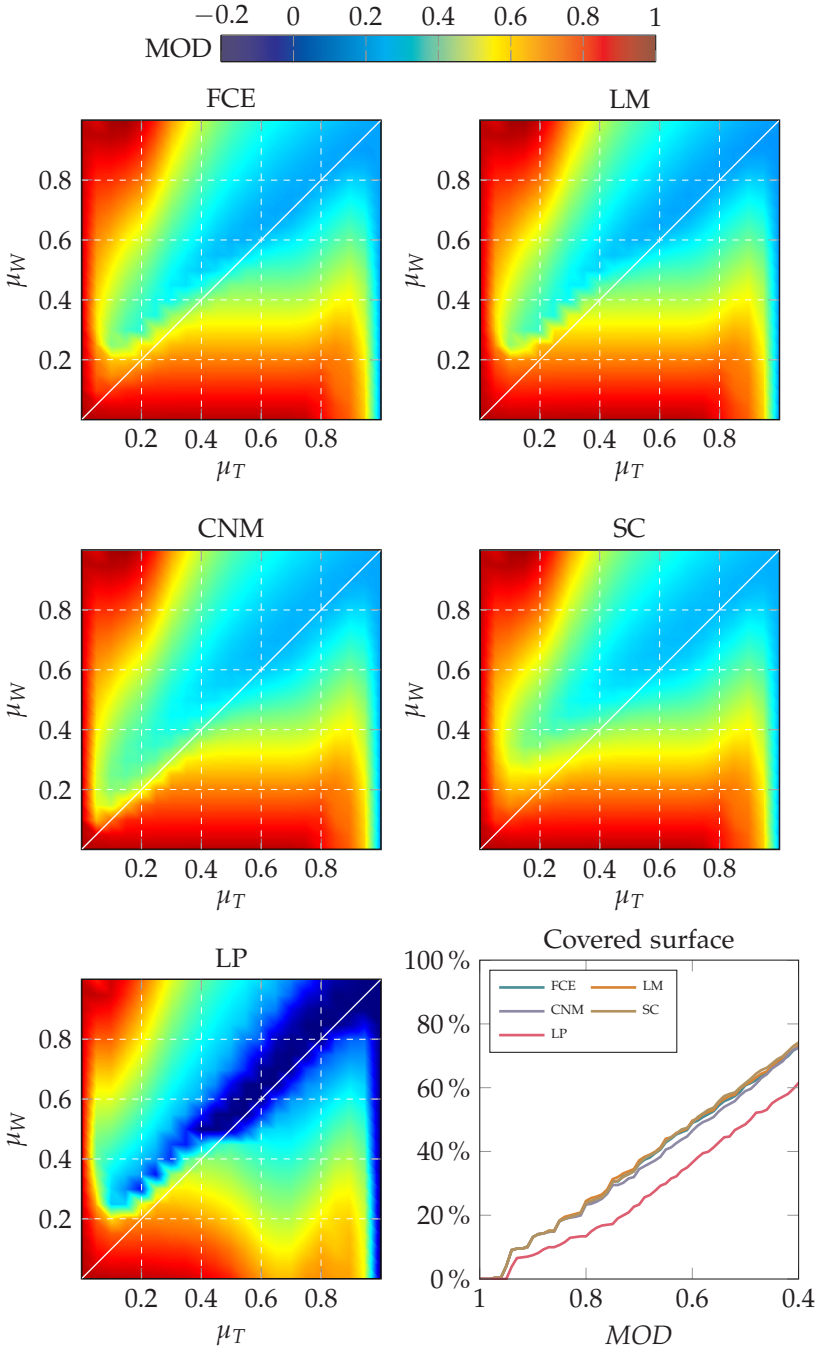 −0.2 0 0.2 0.4 0.6 0.8 1
MOD
FCE
0.8
0.6
0.4
0.2
μW
0.2 0.4 0.6 0.8
μT
LM
0.8
0.6
0.4
0.2
μW
0.2 0.4 0.6 0.8
μT
CNM
0.8
0.6
0.4
0.2
μW
0.2 0.4 0.6 0.8
μT
SC
0.8
0.6
0.4
0.2
μW
0.2 0.4 0.6 0.8
μT
LP
0.8
0.6
0.4
0.2
μW
0.2 0.4 0.6 0.8
μT
Covered surface
100 %
80 %
60 %
40 %
20 %
0 %
FCE LM
CNM SC
LP
1 0.8 0.6 0.4
MOD